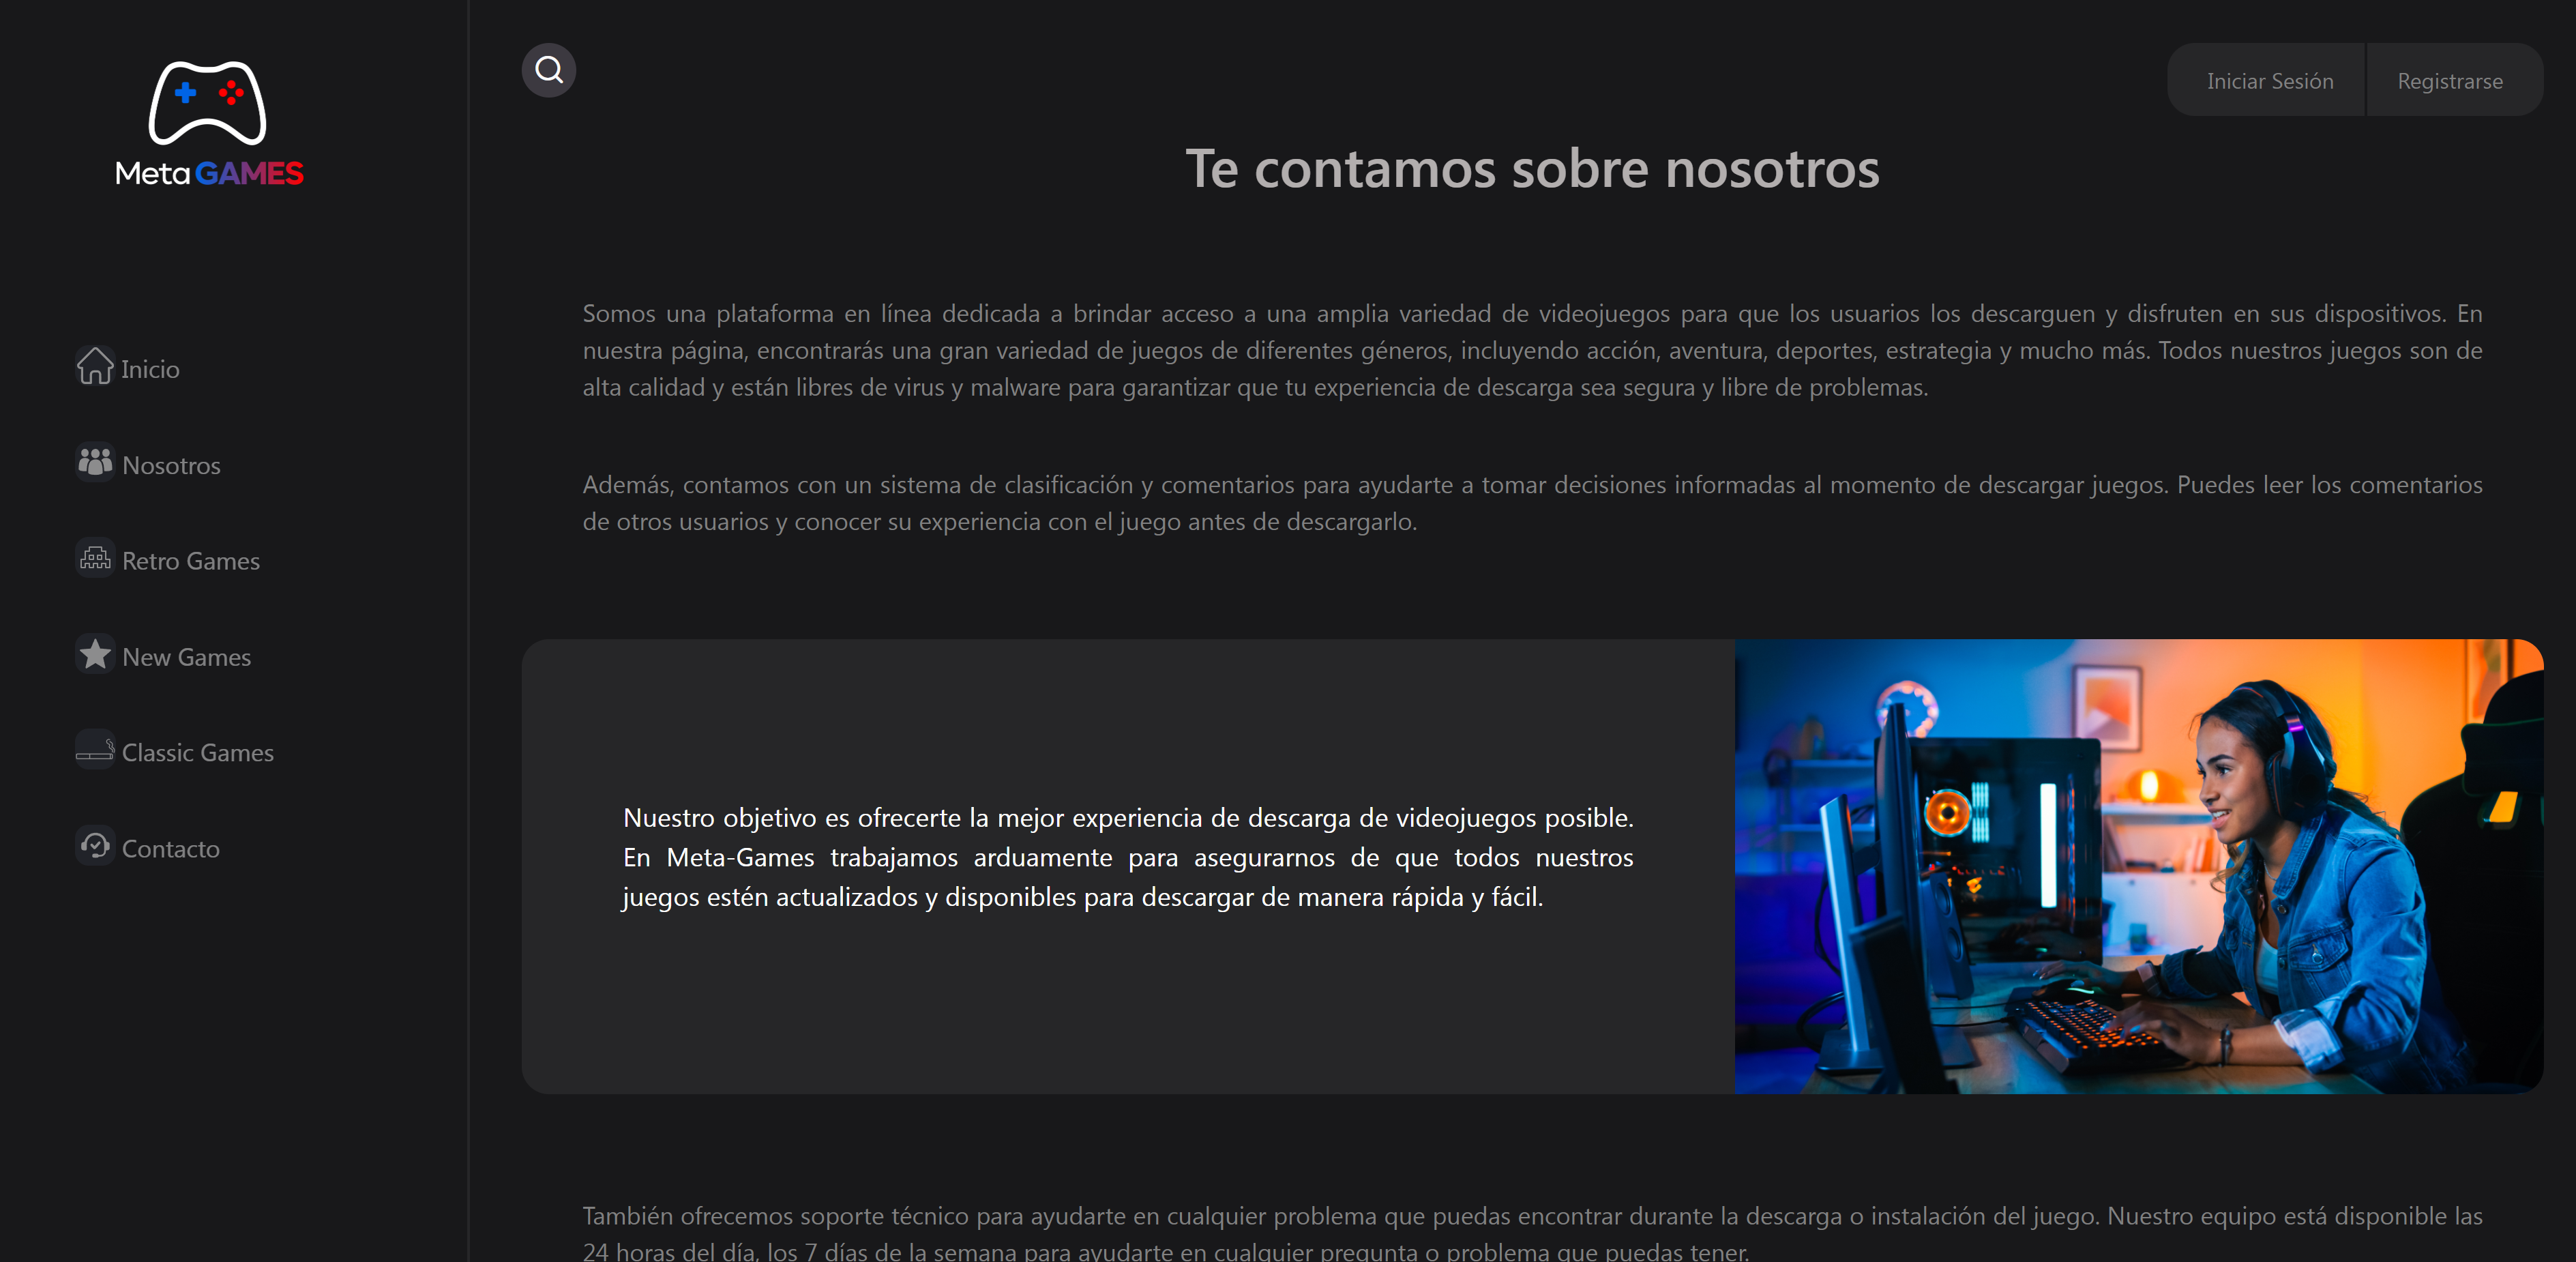 Meta GAMES
Inicio
Nosotros
Retro Games
New Games
Classic Games
Contacto
Iniciar Sesión
Registrarse
Te contamos sobre nosotros
Somos una plataforma en línea dedicada a brindar acceso a una amplia variedad de videojuegos para que los usuarios los descarguen y disfruten en sus dispositivos. En
nuestra página, encontrarás una gran variedad de juegos de diferentes géneros, incluyendo acción, aventura, deportes, estrategia y mucho más. Todos nuestros juegos son de
alta calidad y están libres de virus y malware para garantizar que tu experiencia de descarga sea segura y libre de problemas.
Además, contamos con un sistema de clasificación y comentarios para ayudarte a tomar decisiones informadas al momento de descargar juegos. Puedes leer los comentarios
de otros usuarios y conocer su experiencia con el juego antes de descargarlo.
Nuestro objetivo es ofrecerte la mejor experiencia de descarga de videojuegos posible.
En Meta-Games trabajamos arduamente para asegurarnos de que todos nuestros
juegos estén actualizados y disponibles para descargar de manera rápida y fácil.
También ofrecemos soporte técnico para ayudarte en cualquier problema que puedas encontrar durante la descarga o instalación del juego. Nuestro equipo está disponible las
24 horas del día, los 7 días de la semana para ayudarte en cualquier pregunta o problema que puedas tener.